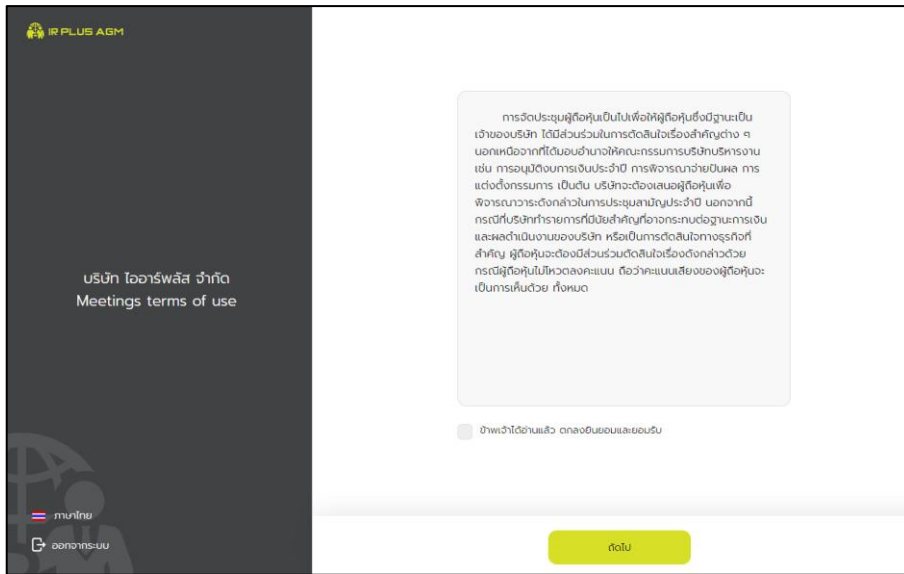 IR PLUS AGM
บริษัท ไออาร์พลัส จำกัด
Meetings terms of use
ภาษาไทย
ออกจากระบบ
การจัดประชุมผู้ถือหุ้นเป็นไปเพื่อให้ผู้ถือหุ้นซึ่งมีฐานะเป็น
เจ้าของบริษัท ได้มีส่วนร่วมในการตัดสินใจเรื่องสำคัญต่าง ๆ
นอกเหนือจากที่ได้มอบอำนาจให้คณะกรรมการบริษัทบริหารงาน
เช่น การอนุมัติงบการเงินประจำปี การพิจารณาจ่ายปันผล การ
แต่งตั้งกรรมการ เป็นต้น บริษัทจะต้องเสนอผู้ถือหุ้นเพื่อ
พิจารณาวาระดังกล่าวในการประชุมสามัญประจำปี นอกจากนี้
กรณีที่บริษัททำรายการที่มีนัยสำคัญที่อาจกระทบต่อฐานะการเงิน
และผลดำเนินงานของบริษัท หรือเป็นการตัดสินใจทางธุรกิจที่
สำคัญ ผู้ถือหุ้นจะต้องมีส่วนร่วมตัดสินใจเรื่องดังกล่าวด้วย
กรณีผู้ถือหุ้นไม่โหวตลงคะแนน ถือว่าคะแนนเสียงของผู้ถือหุ้นจะ
เป็นการเห็นด้วย ทั้งหมด
ข้าพเจ้าได้อ่านแล้ว ตกลงยินยอมและยอมรับ
ถัดไป